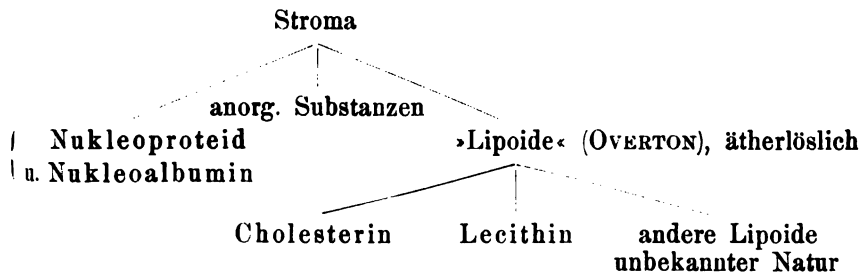 Stroma
anorg. Substanzen
Nukleoproteid »Lipoide« (OVERTON), ätherlöslich
u. Nukleoalbumin
Cholesterin Lecithin andere Lipoide
unbekannter Natur